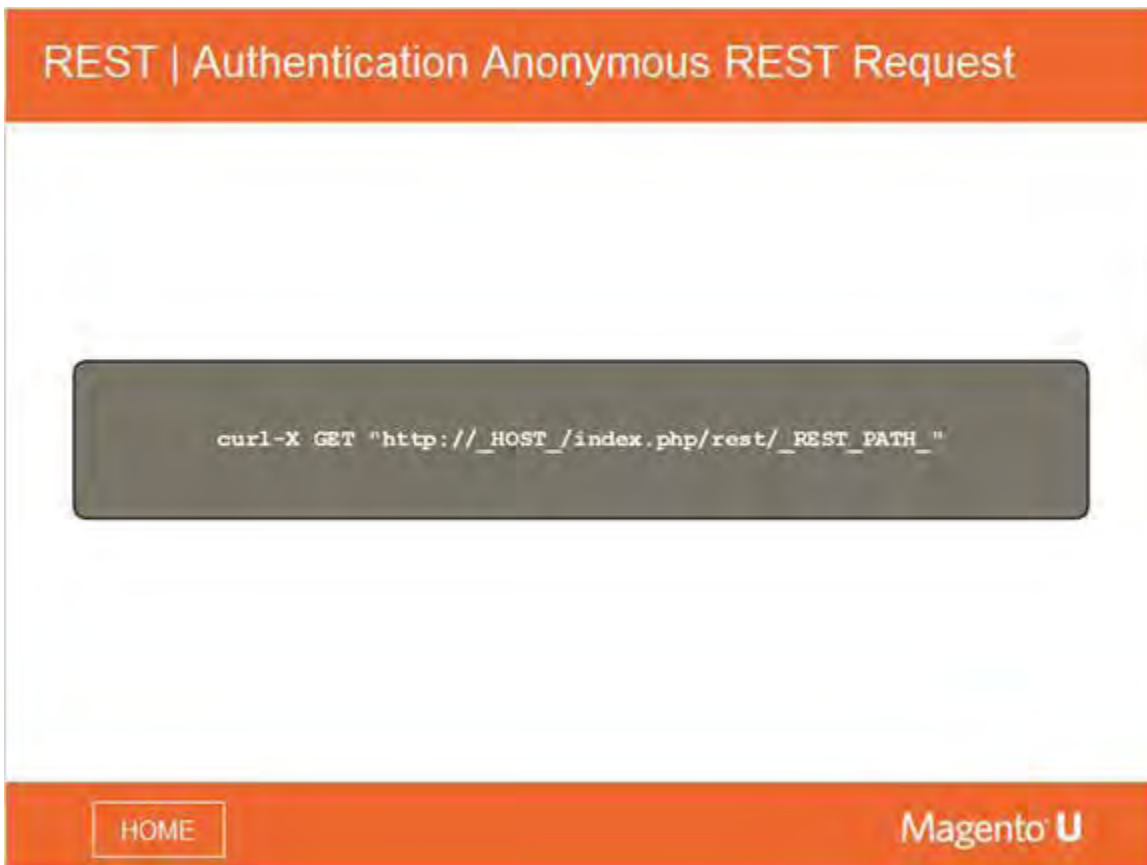 REST | Authentication Anonymous REST Request
curl-X GET "http://_HOST_/index.php/rest/_REST_PATH_"
HOME
Magento U